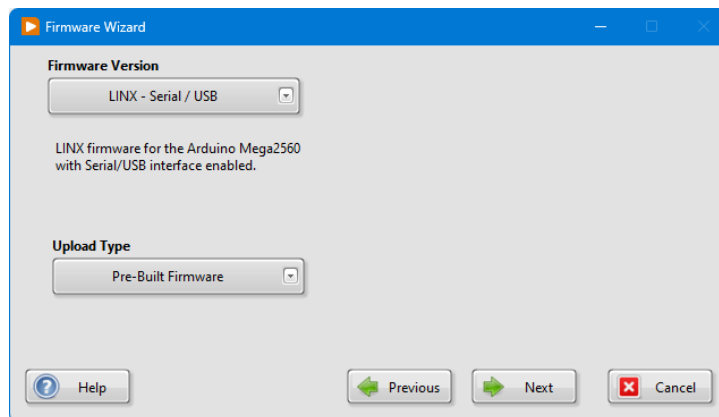 Firmware Wizard
Firmware Version
LINX - Serial / USB
LINX firmware for the Arduino Mega2560
with Serial/USB interface enabled.
Upload Type
Pre-Built Firmware
Help
Previous
Next
Cancel